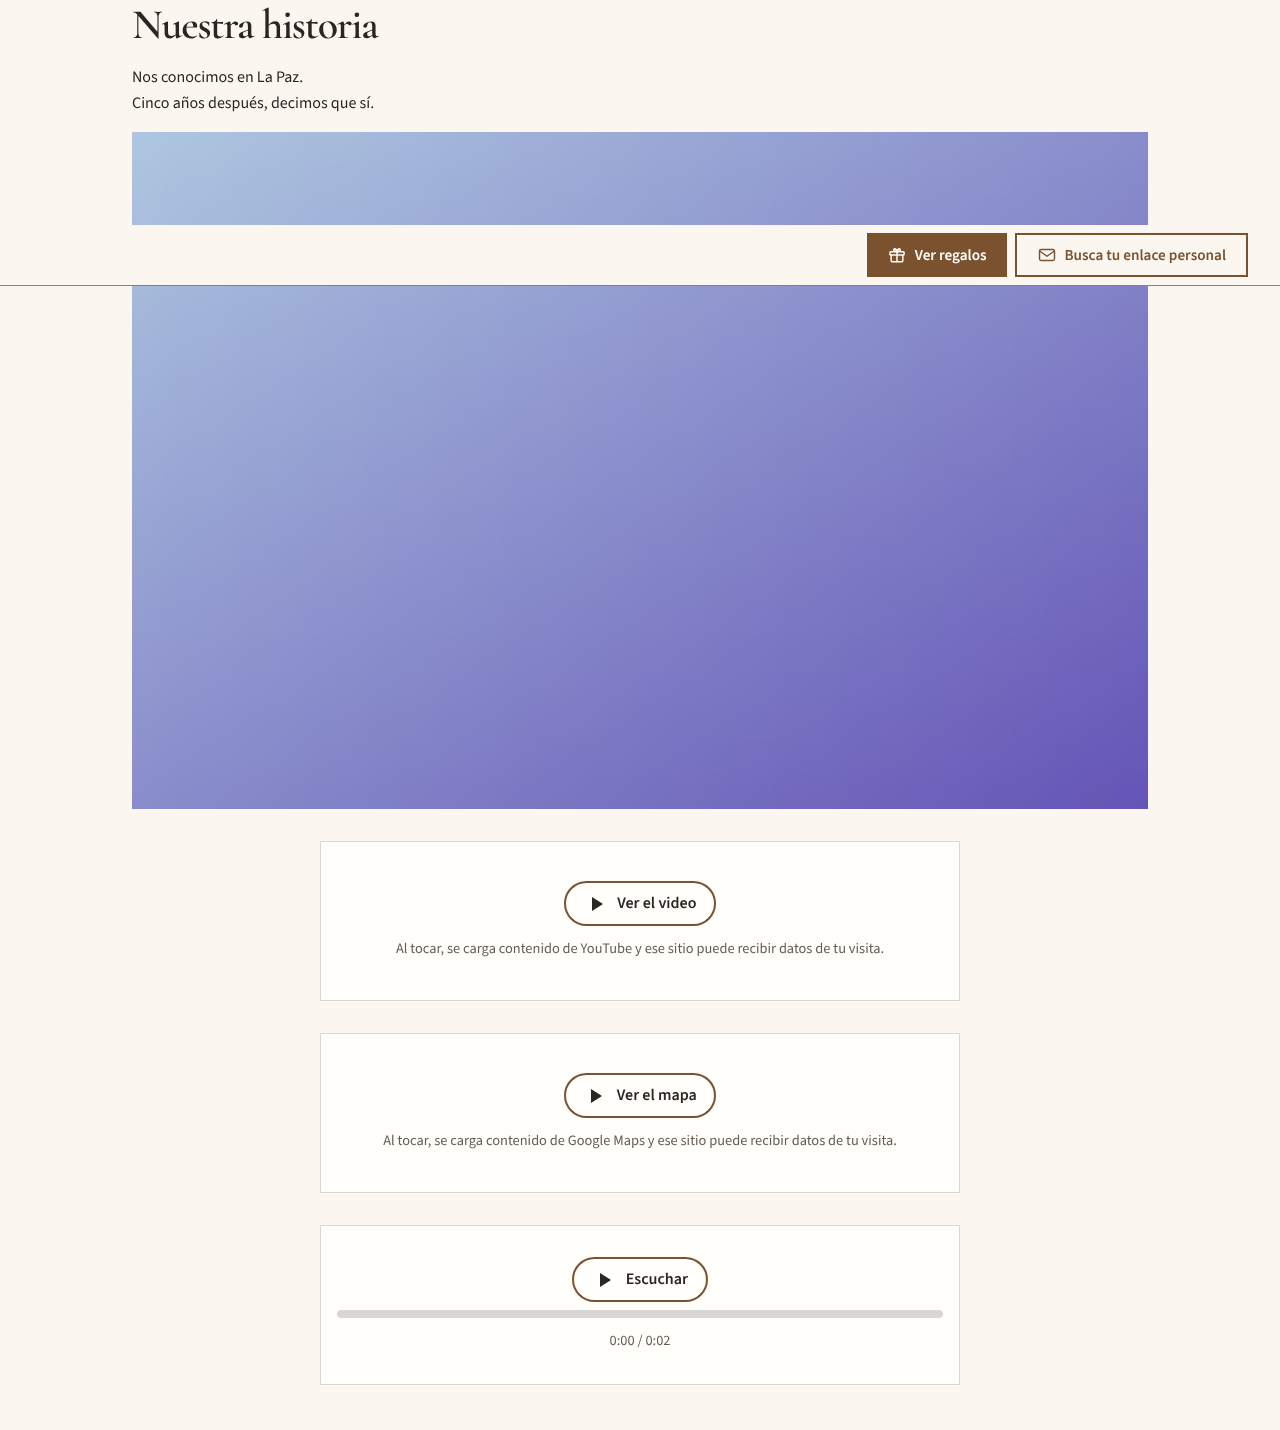 Nuestra historia
Nos conocimos en La Paz.
Cinco años después, decimos que sí.
Ver regalos
Busca tu enlace personal
Ver el video
Al tocar, se carga contenido de YouTube y ese sitio puede recibir datos de tu visita.
Ver el mapa
Al tocar, se carga contenido de Google Maps y ese sitio puede recibir datos de tu visita.
Escuchar
0:00 / 0:02